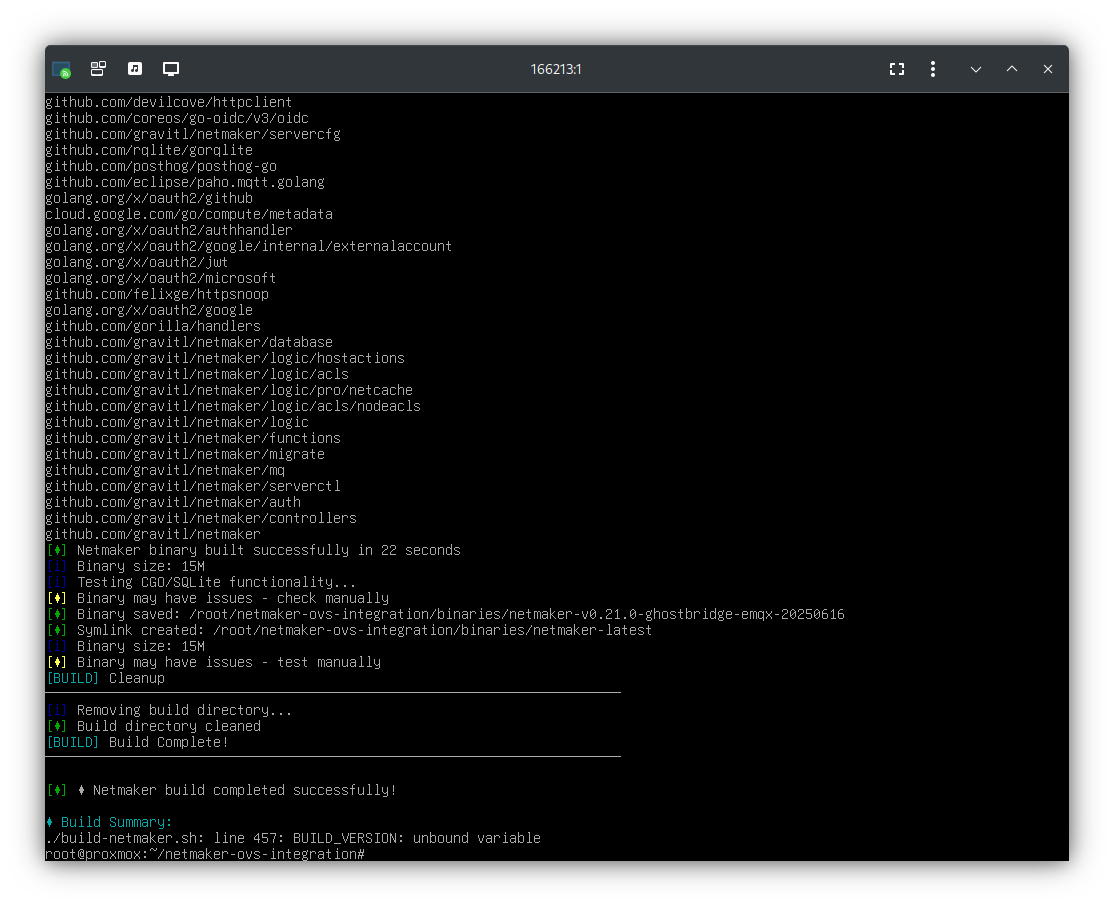 166213:1
github.com/devilcove/httpclient
github.com/coreos/go-oidc/v3/oidc
github.com/gravitl/netmaker/servercfg
github.com/rqlite/gorqlite
github.com/posthog/posthog-go
github.com/eclipse/paho.mqtt.golang
golang.org/x/oauth2/github
cloud.google.com/go/compute/metadata
golang.org/x/oauth2/authhandler
golang.org/x/oauth2/google/internal/externalaccount
golang.org/x/oauth2/jwt
golang.org/x/oauth2/microsoft
github.com/felixge/httpsnoop
golang.org/x/oauth2/google
github.com/gorilla/handlers
github.com/gravitl/netmaker/database
github.com/gravitl/netmaker/logic/hostactions
github.com/gravitl/netmaker/logic/acls
github.com/gravitl/netmaker/logic/pro/netcache
github.com/gravitl/netmaker/logic/acls/nodeacls
github.com/gravitl/netmaker/logic
github.com/gravitl/netmaker/functions
github.com/gravitl/netmaker/migrate
github.com/gravitl/netmaker/mq
github.com/gravitl/netmaker/serverctl
github.com/gravitl/netmaker/auth
github.com/gravitl/netmaker/controllers
github.com/gravitl/netmaker
[♦] Netmaker binary built successfully in 22 seconds
[!] Binary size: 15M
[!] Testing CGO/SQLite functionality...
[♦] Binary may have issues - check manually
[♦] Binary saved: /root/netmaker-ovs-integration/binaries/netmaker-v0.21.0-ghostbridge-emqx-20250616
[♦] Symlink created: /root/netmaker-ovs-integration/binaries/netmaker-latest
[!] Binary size: 15M
[♦] Binary may have issues - test manually
[BUILD] Cleanup
[!] Removing build directory...
[♦] Build directory cleaned
[BUILD] Build Complete!
[♦] ♦ Netmaker build completed successfully!
♦ Build Summary:
./build-netmaker.sh: line 457: BUILD_VERSION: unbound variable
root@proxmox:~/netmaker-ovs-integration#